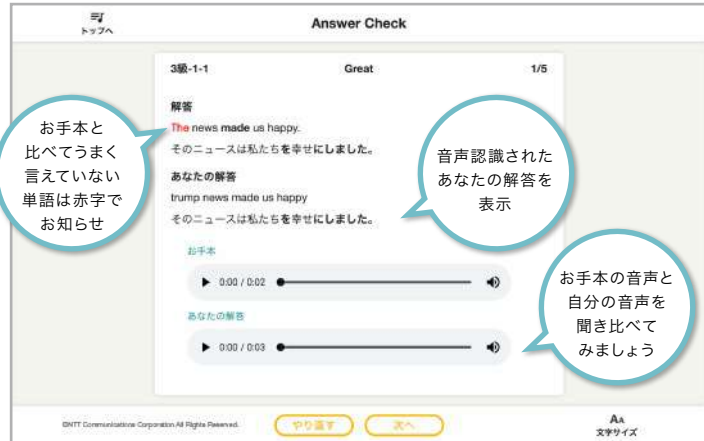 トップへ
Answer Check
3級-1-1 Great 1/5
解答
The news made us happy.
そのニュースは私たちを幸せにしました。
あなたの解答
trump news made us happy
そのニュースは私たちを幸せにしました。
お手本
0:00 / 0:02
あなたの解答
0:00 / 0:03
お手本と
比べてうまく
言えていない
単語は赤字で
お知らせ
音声認識された
あなたの解答を
表示
お手本の音声と
自分の音声を
聞き比べて
みましょう
©NTT Communications Corporation All Rights Reserved.
やり直す 次へ
AA
文字サイズ